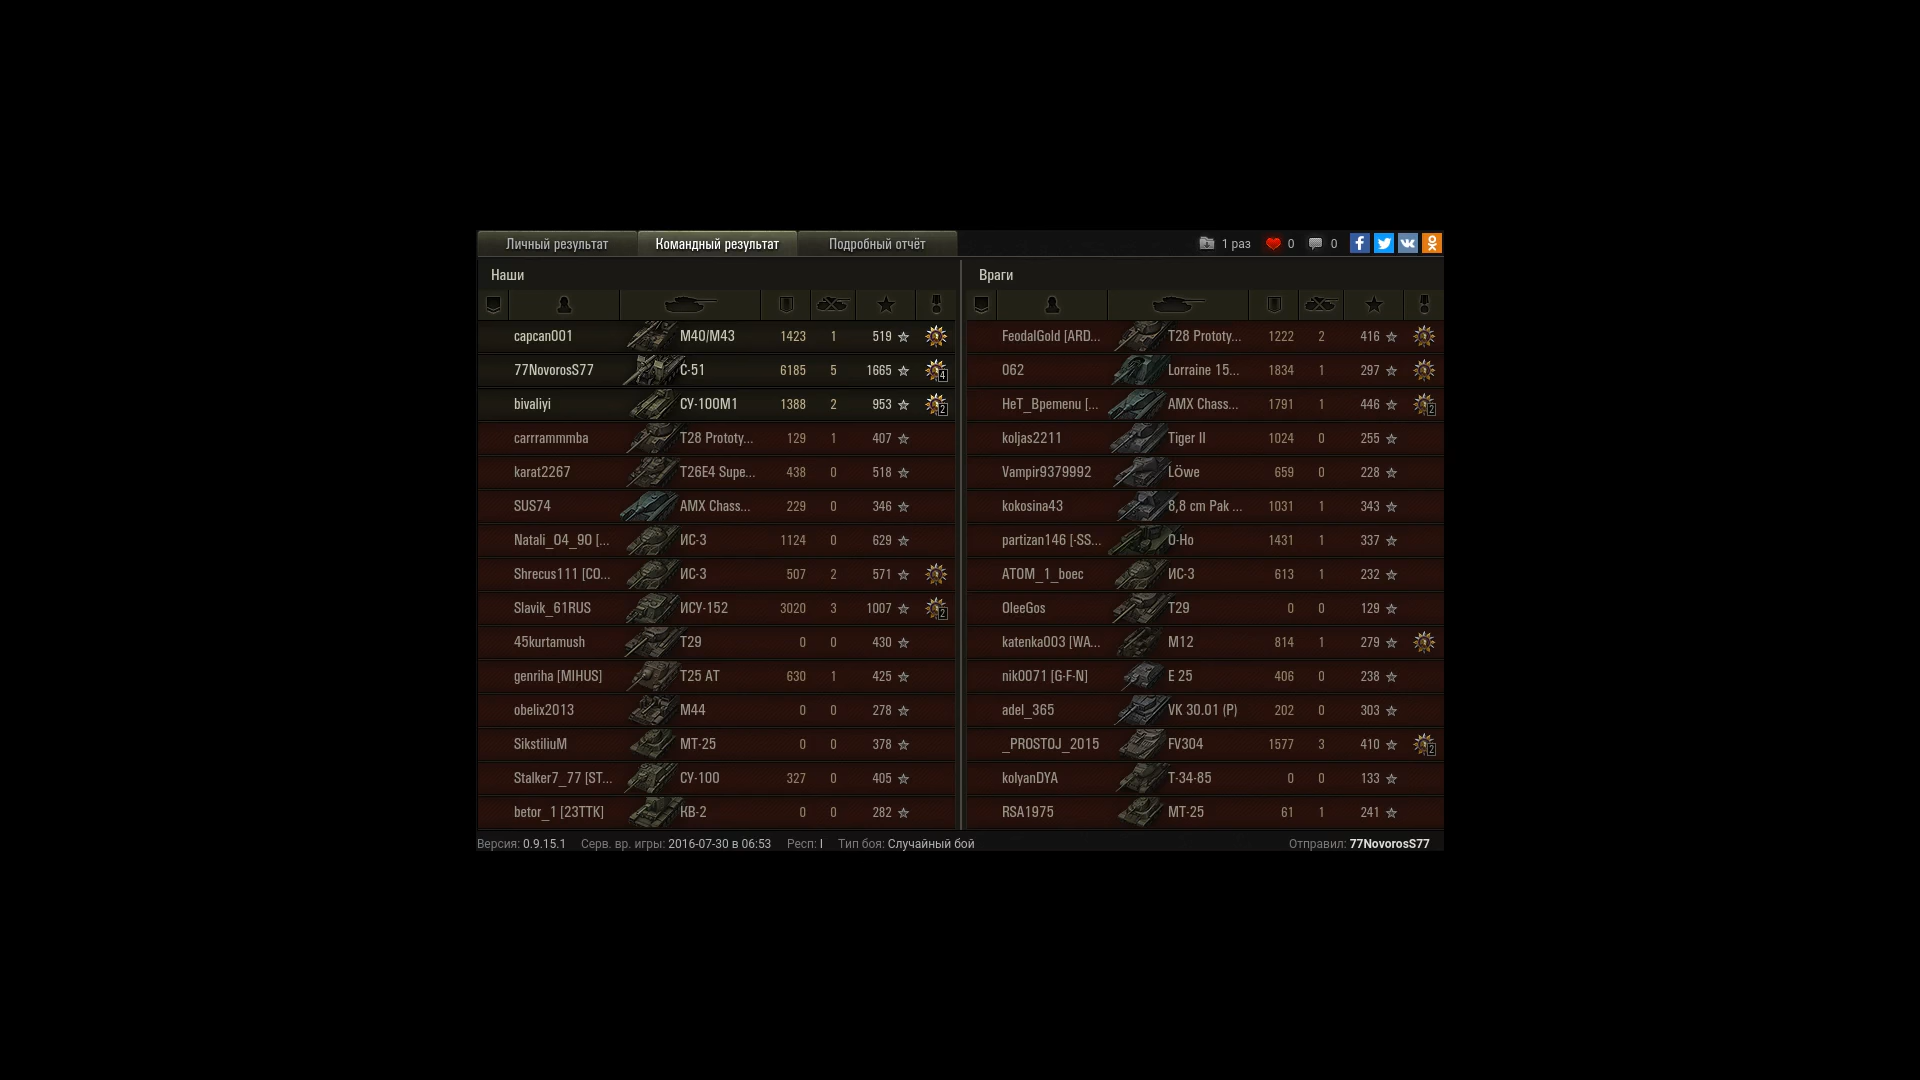 Личный результат Командный результат Подробный отчёт 1 раз 0 0
Наши Враги
capcan001 M40/M43 1423 1 519 FeodalGold [ARD... T28 Prototy... 1222 2 416
77NovorosS77 С-51 6185 5 1665 4 062 Lorraine 15... 1834 1 297
bivaliyi СУ-100М1 1388 2 953 2 HeT_Bpemenu [... AMX Chass... 1791 1 446 2
carrrammmba T28 Prototy... 129 1 407 koljas2211 Tiger II 1024 0 255
karat2267 T26E4 Supe... 438 0 518 Vampir9379992 Löwe 659 0 228
SUS74 AMX Chass... 229 0 346 kokosina43 8,8 cm Pak ... 1031 1 343
Natali_04_90 [... ИС-3 1124 0 629 partizan146 [-SS... O-Ho 1431 1 337
Shrecus111 [CO... ИС-3 507 2 571 ATOM_1_boec ИС-3 613 1 232
Slavik_61RUS ИСУ-152 3020 3 1007 2 OleeGos T29 0 0 129
45kurtamush T29 0 0 430 katenka003 [WA... M12 814 1 279
genriha [MIHUS] T25 AT 630 1 425 nik0071 [G-F-N] E 25 406 0 238
obelix2013 M44 0 0 278 adel_365 VK 30.01 (P) 202 0 303
SikstiliuM МТ-25 0 0 378 _PROSTOJ_2015 FV304 1577 3 410 2
Stalker7_77 [ST... СУ-100 327 0 405 kolyanDYA Т-34-85 0 0 133
betor_1 [23TTK] КВ-2 0 0 282 RSA1975 МТ-25 61 1 241
Версия: 0.9.15.1 Серв. вр. игры: 2016-07-30 в 06:53 Респ: I Тип боя: Случайный бой Отправил: 77NovorosS77